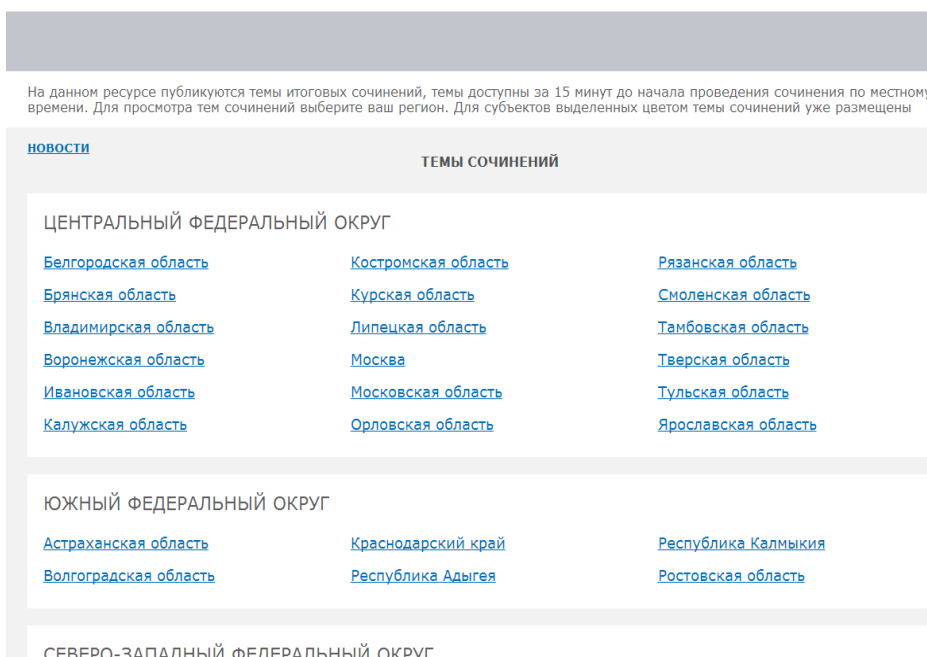 На данном ресурсе публикуются темы итоговых сочинений, темы доступны за 15 минут до начала проведения сочинения по местному
времени. Для просмотра тем сочинений выберите ваш регион. Для субъектов выделенных цветом темы сочинений уже размещены
НОВОСТИ
ТЕМЫ СОЧИНЕНИЙ
ЦЕНТРАЛЬНЫЙ ФЕДЕРАЛЬНЫЙ ОКРУГ
Белгородская область Костромская область Рязанская область
Брянская область Курская область Смоленская область
Владимирская область Липецкая область Тамбовская область
Воронежская область Москва Тверская область
Ивановская область Московская область Тульская область
Калужская область Орловская область Ярославская область
ЮЖНЫЙ ФЕДЕРАЛЬНЫЙ ОКРУГ
Астраханская область Краснодарский край Республика Калмыкия
Волгоградская область Республика Адыгея Ростовская область
СЕВЕРО-ЗАПАДНЫЙ ФЕДЕРАЛЬНЫЙ ОКРУГ